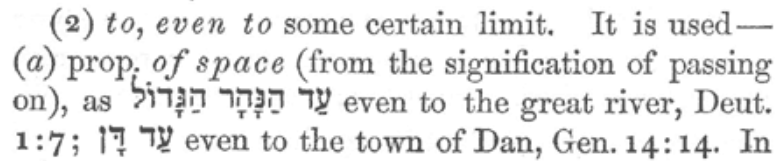 (2) to, even to some certain limit. It is used—
(a) prop. of space (from the signification of passing
on), as עַד הַנָּהָר הַגָּדוֹל even to the great river, Deut.
1:7; עַד דָּן even to the town of Dan, Gen. 14:14. In